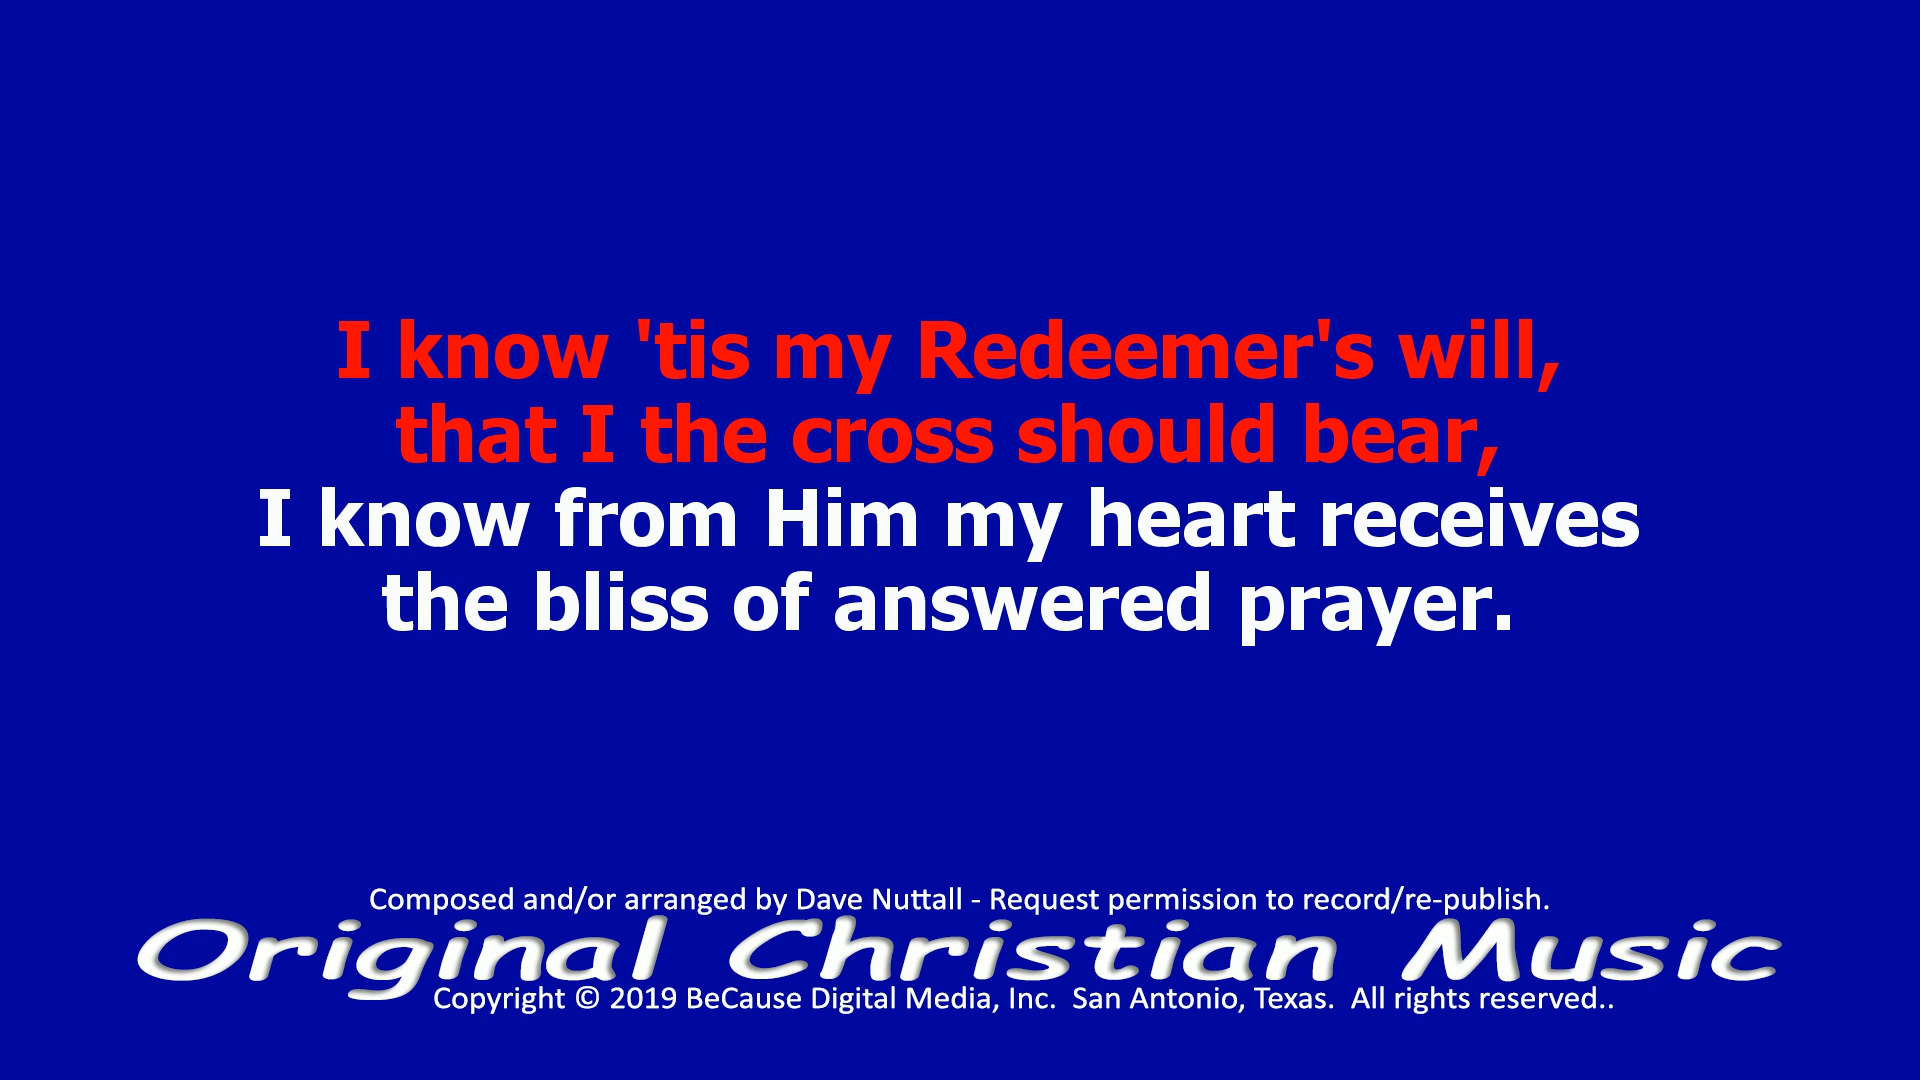 I know 'tis my Redeemer's will,
that I the cross should bear,
I know from Him my heart receives
the bliss of answered prayer.
Composed and/or arranged by Dave Nuttall - Request permission to record/re-publish.
Original Christian Music
Copyright © 2019 BeCause Digital Media, Inc.  San Antonio, Texas.  All rights reserved..